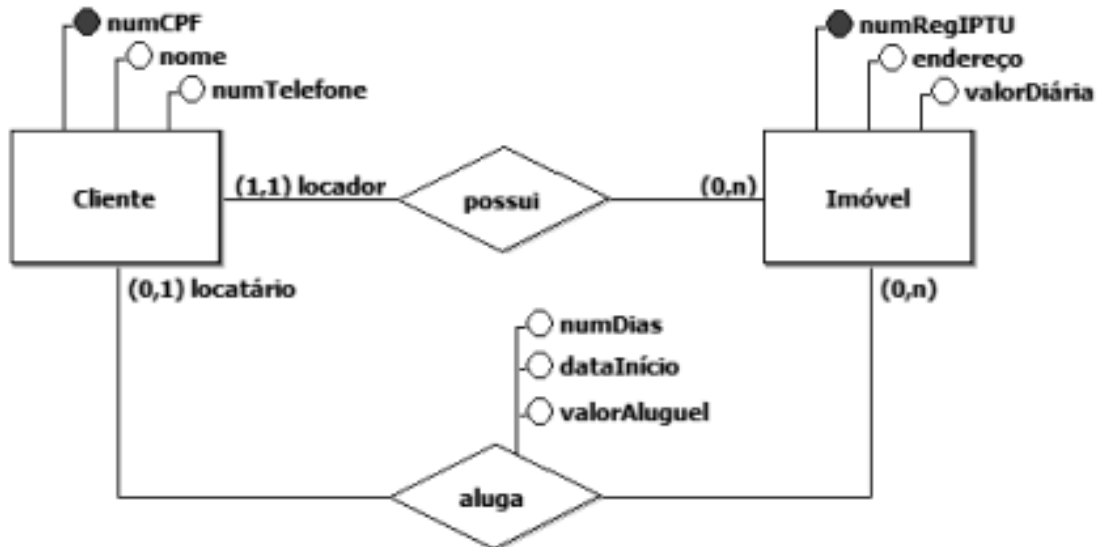 numCPF
nome
numTelefone
numRegIPTU
endereço
valorDiária
Cliente
(1,1) locador
possui
(0,n)
Imóvel
(0,1) locatário
(0,n)
numDias
dataInício
valorAluguel
aluga